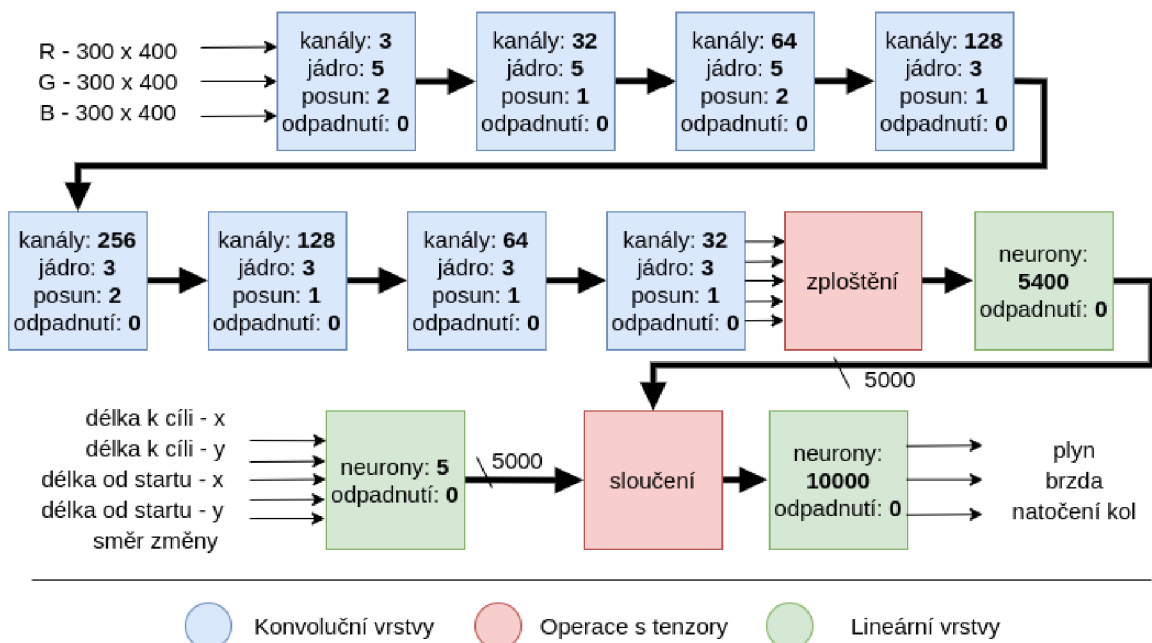 R - 300 x 400
G - 300 x 400
B - 300 x 400
kanály: 3
jádro: 5
posun: 2
odpadnutí: 0
kanály: 32
jádro: 5
posun: 1
odpadnutí: 0
kanály: 64
jádro: 5
posun: 2
odpadnutí: 0
kanály: 128
jádro: 3
posun: 1
odpadnutí: 0
kanály: 256
jádro: 3
posun: 2
odpadnutí: 0
kanály: 128
jádro: 3
posun: 1
odpadnutí: 0
kanály: 64
jádro: 3
posun: 1
odpadnutí: 0
kanály: 32
jádro: 3
posun: 1
odpadnutí: 0
zploštění
neurony:
5400
odpadnutí: 0
5000
délka k cíli - x
délka k cíli - y
délka od startu - x
délka od startu - y
směr změny
neurony: 5
odpadnutí: 0
5000
sloučení
neurony:
10000
odpadnutí: 0
plyn
brzda
natočení kol
Konvoluční vrstvy
Operace s tenzory
Lineární vrstvy